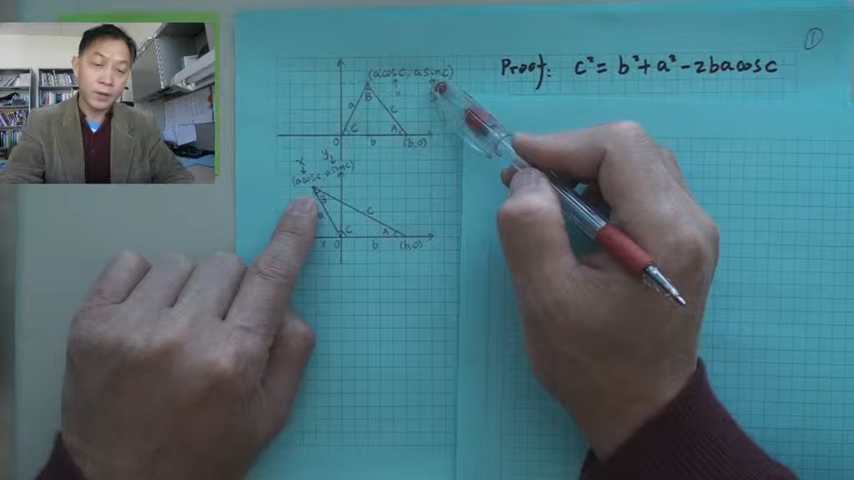 ①
Proof: c² = b² + a² - 2ba cos C
(a cos C, a sin C)
a B c
0 C b A (b,0)
x y
(a cos C, a sin C)
B
a c
x 0 C b A (b,0)